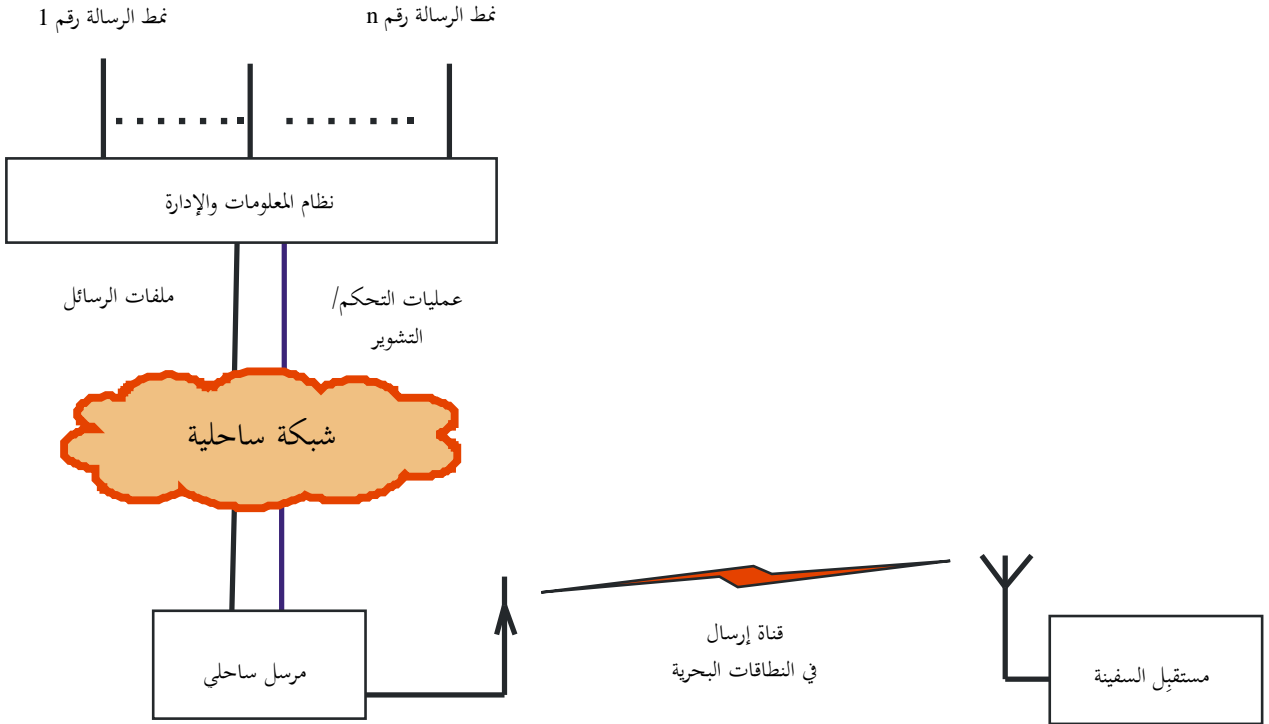 نمط الرسالة رقم 1
نمط الرسالة رقم n
نظام المعلومات والإدارة
ملفات الرسائل
عمليات التحكم/
التشوير
شبكة ساحلية
مرسل ساحلي
قناة إرسال
في النطاقات البحرية
مستقبِل السفينة